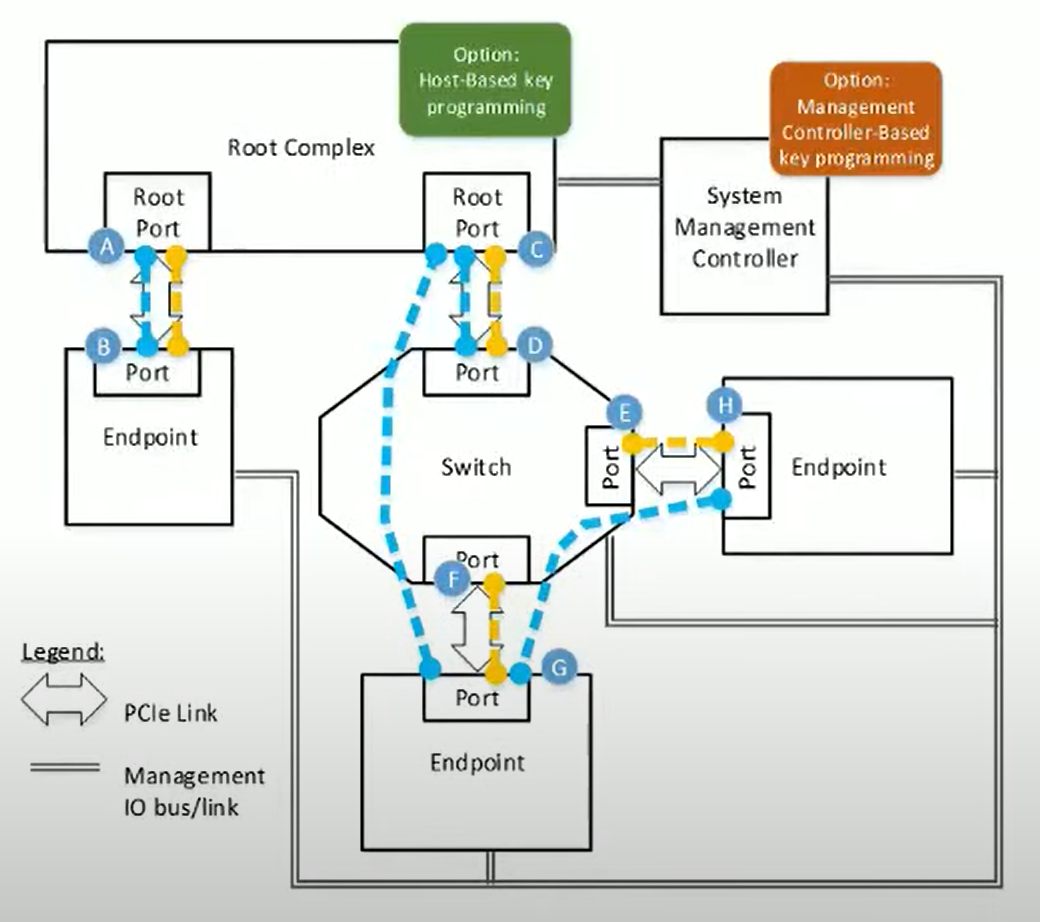 Option:
Host-Based key
programming
Option:
Management
Controller-Based
key programming
Root Complex
Root
Port
Root
Port
System
Management
Controller
A
C
B
D
Port
Port
Endpoint
E
H
Switch
Port
Port
Endpoint
Port
F
G
Port
Endpoint
Legend:
PCIe Link
Management
IO bus/link